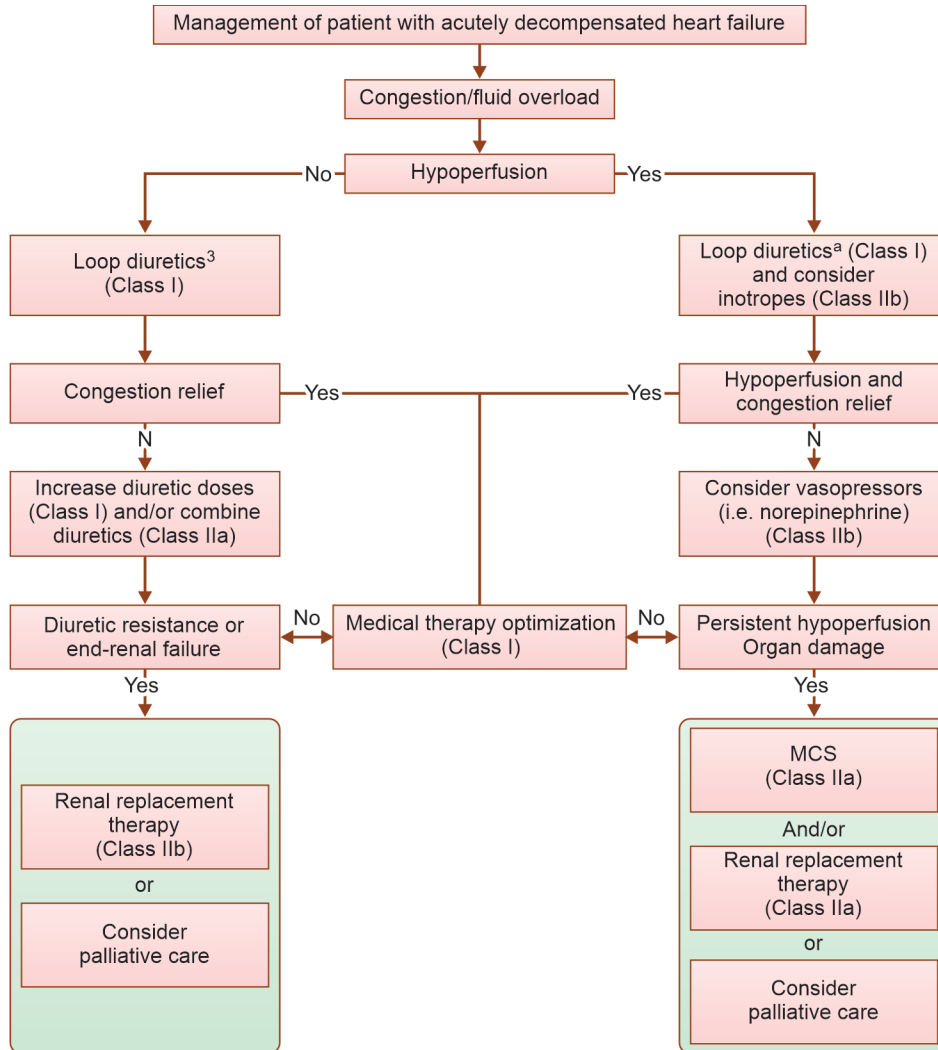 Management of patient with acutely decompensated heart failure
Congestion/fluid overload
Hypoperfusion
No
Yes
Loop diuretics³
(Class I)
Loop diureticsᵃ (Class I)
and consider
inotropes (Class IIb)
Congestion relief
Yes
Yes
Hypoperfusion and
congestion relief
N
N
Increase diuretic doses
(Class I) and/or combine
diuretics (Class IIa)
Consider vasopressors
(i.e. norepinephrine)
(Class IIb)
Diuretic resistance or
end-renal failure
No
Medical therapy optimization
(Class I)
No
Persistent hypoperfusion
Organ damage
Yes
Yes
Renal replacement
therapy
(Class IIb)
or
Consider
palliative care
MCS
(Class IIa)
And/or
Renal replacement
therapy
(Class IIa)
or
Consider
palliative care